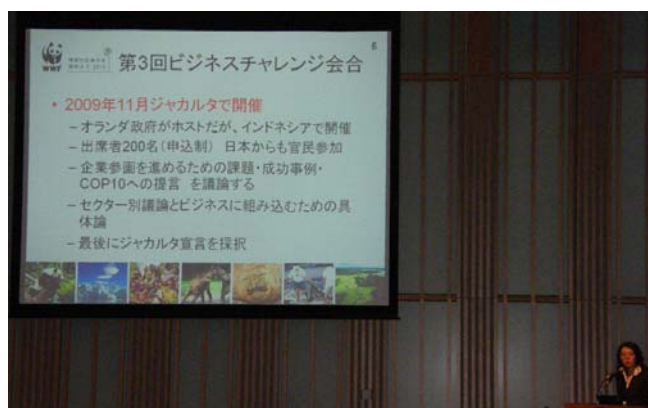 6
WWF
第3回ビジネスチャレンジ会合
• 2009年11月ジャカルタで開催
– オランダ政府がホストだが、インドネシアで開催
– 出席者200名(申込制) 日本からも官民参加
– 企業参画を進めるための課題・成功事例・
COP10への提言 を議論する
– セクター別議論とビジネスに組み込むための具
体論
– 最後にジャカルタ宣言を採択